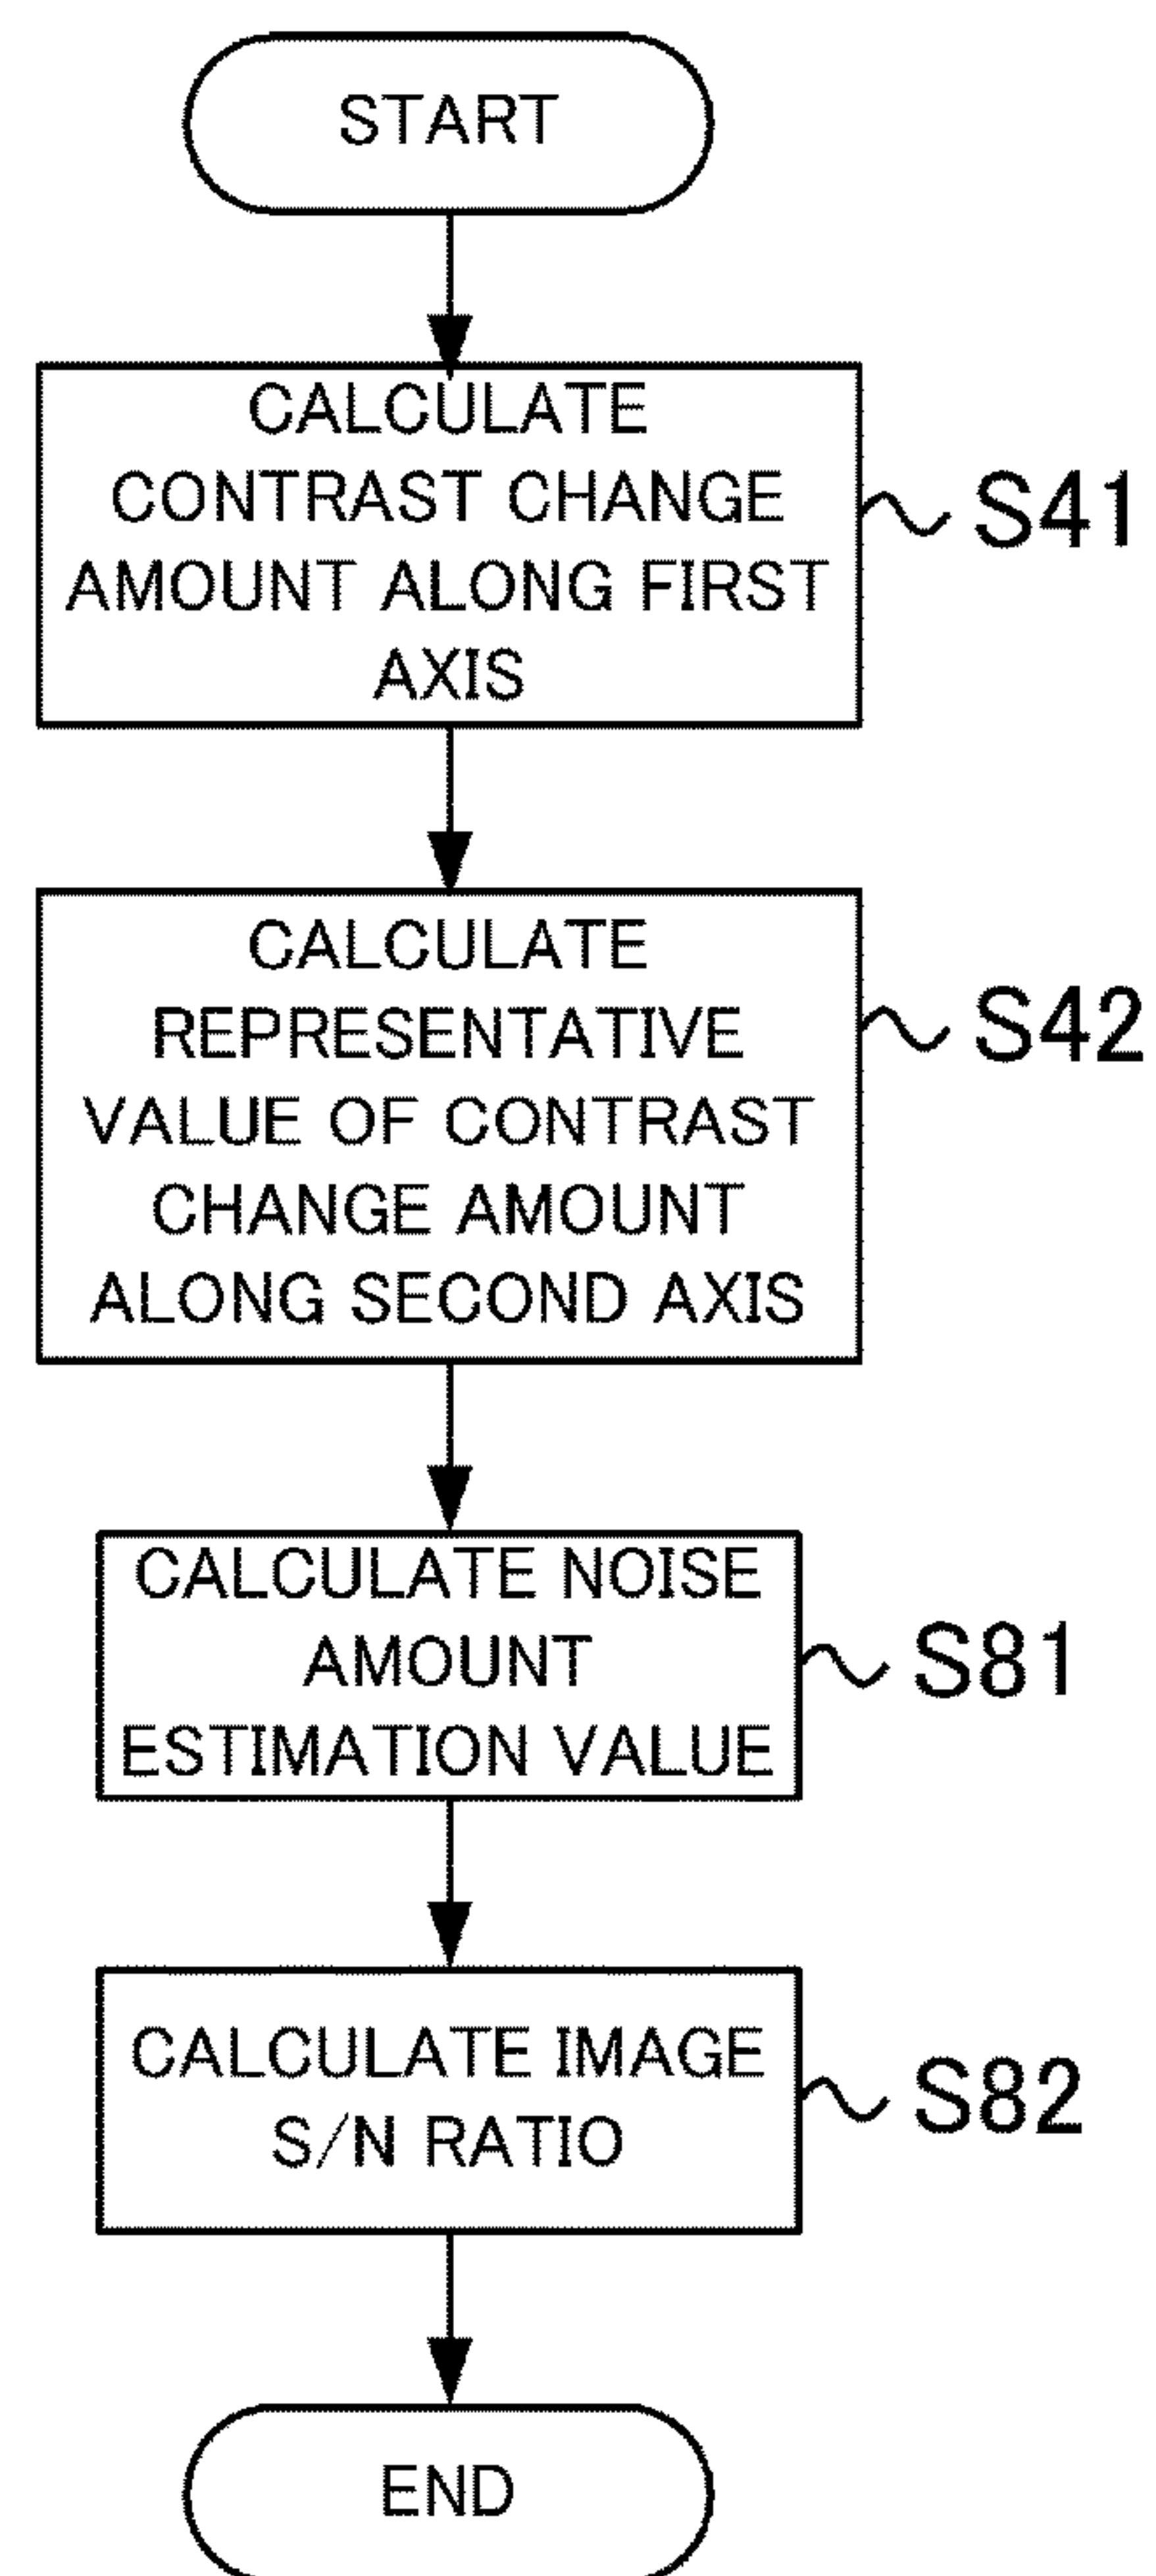 START
CALCULATE
CONTRAST CHANGE
AMOUNT ALONG FIRST
AXIS
S41
CALCULATE
REPRESENTATIVE
VALUE OF CONTRAST
CHANGE AMOUNT
ALONG SECOND AXIS
S42
CALCULATE NOISE
AMOUNT
ESTIMATION VALUE
S81
CALCULATE IMAGE
S/N RATIO
S82
END